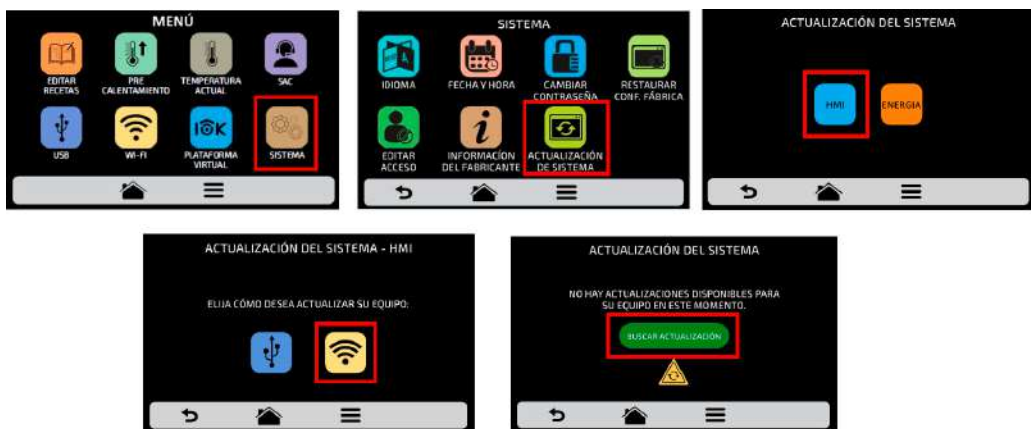 MENÚ
EDITAR
RECETAS
PRE
CALENTAMIENTO
TEMPERATURA
ACTUAL
SAC
USB
WI-FI
IOK
PLATAFORMA
VIRTUAL
SISTEMA
SISTEMA
IDIOMA
FECHA Y HORA
CAMBIAR
CONTRASEÑA
RESTAURAR
CONF. FÁBRICA
EDITAR
ACCESO
INFORMACÍON
DEL FABRICANTE
ACTUALIZACIÓN
DE SISTEMA
ACTUALIZACIÓN DEL SISTEMA
HMI
ENERGIA
ACTUALIZACIÓN DEL SISTEMA - HMI
ELIJA CÓMO DESEA ACTUALIZAR SU EQUIPO:
ACTUALIZACIÓN DEL SISTEMA
NO HAY ACTUALIZACIONES DISPONIBLES PARA
SU EQUIPO EN ESTE MOMENTO.
BUSCAR ACTUALIZACIÓN